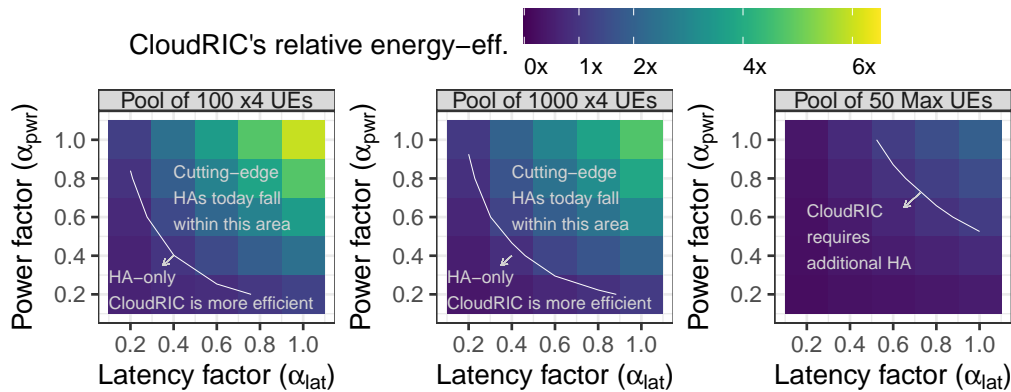 CloudRIC's relative energy−eff.
0x 1x 2x 4x 6x
Pool of 100 x4 UEs
Power factor (αpwr)
1.0
0.8
0.6
0.4
0.2
Cutting−edge
HAs today fall
within this area
HA−only
CloudRIC is more efficient
0.2 0.4 0.6 0.8 1.0
Latency factor (αlat)
Pool of 1000 x4 UEs
Power factor (αpwr)
1.0
0.8
0.6
0.4
0.2
Cutting−edge
HAs today fall
within this area
HA−only
CloudRIC is more efficient
0.2 0.4 0.6 0.8 1.0
Latency factor (αlat)
Pool of 50 Max UEs
Power factor (αpwr)
1.0
0.8
0.6
0.4
0.2
CloudRIC
requires
additional HA
0.2 0.4 0.6 0.8 1.0
Latency factor (αlat)